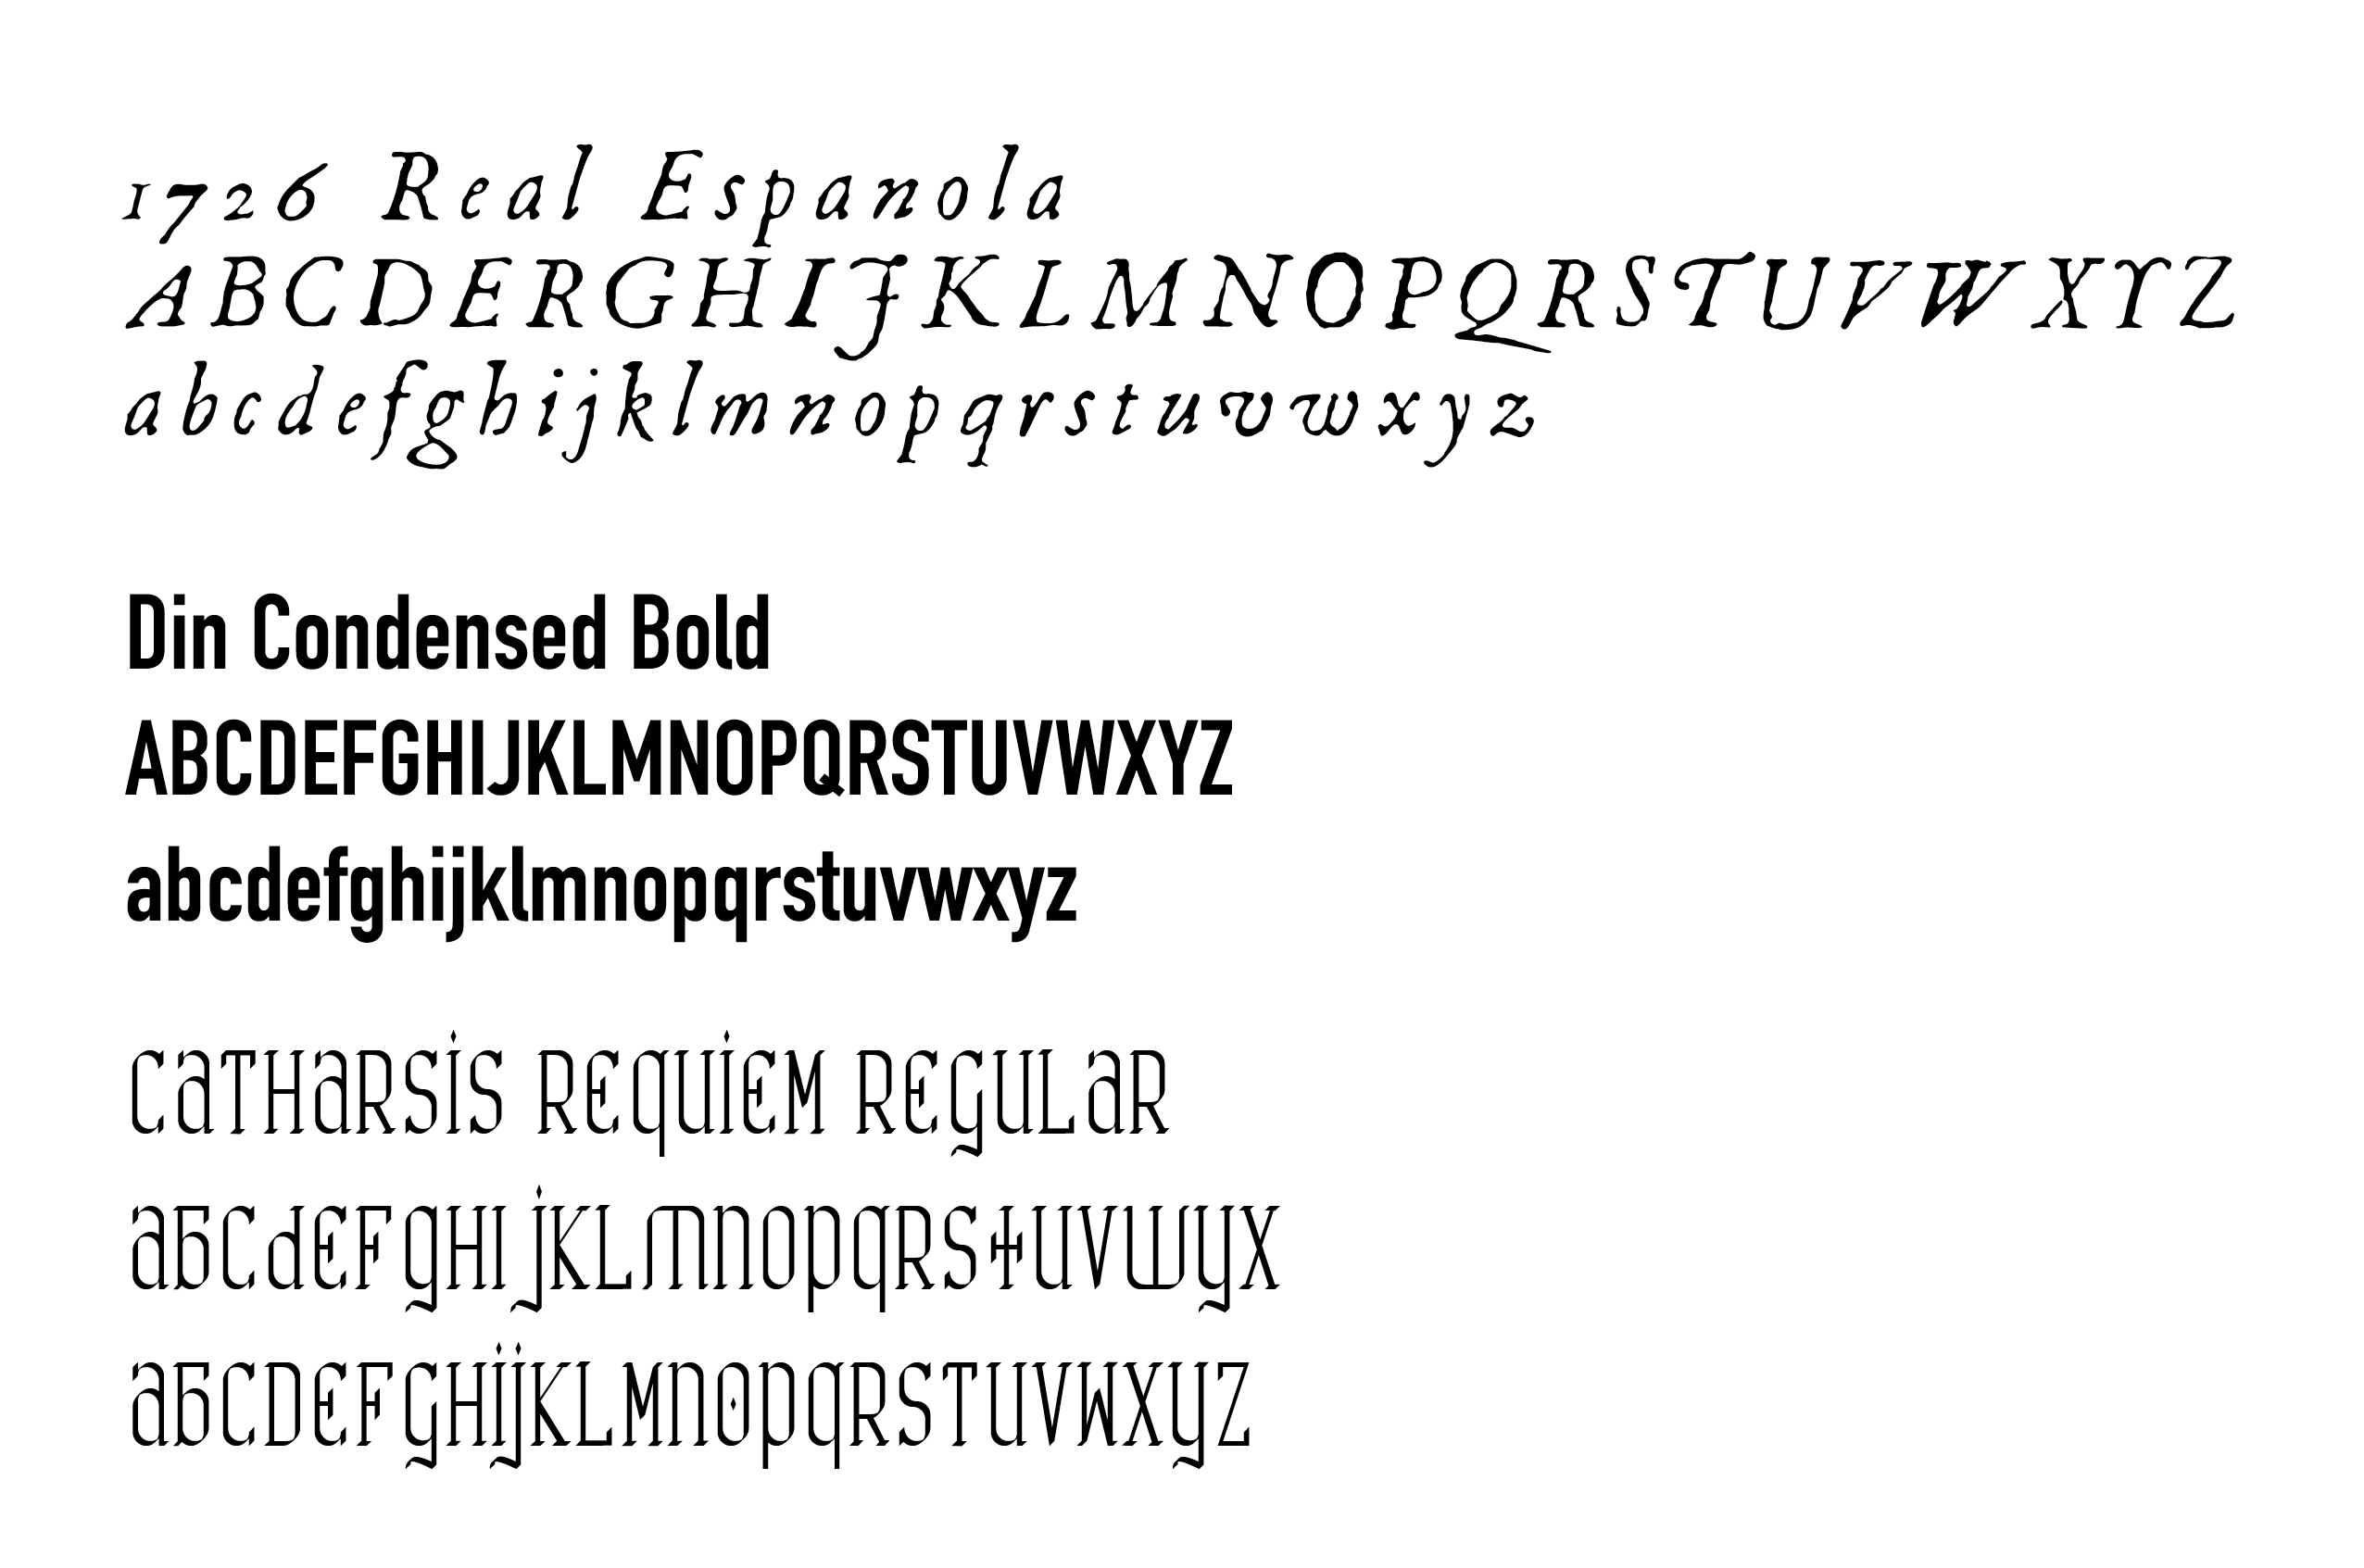 1726 Real Espanola
ABCDERGHIJKLMNOPQRSTUVWXYZ
abcdefghijklmnopqrstuvwxyz
Din Condensed Bold
ABCDEFGHIJKLMNOPQRSTUVWXYZ
abcdefghijklmnopqrstuvwxyz
Catharsis Requiem Regular
abcdefghijklmnopqrstuvwyx
ABCDEFGHIJKLMNOPQRSTUVWXYZ